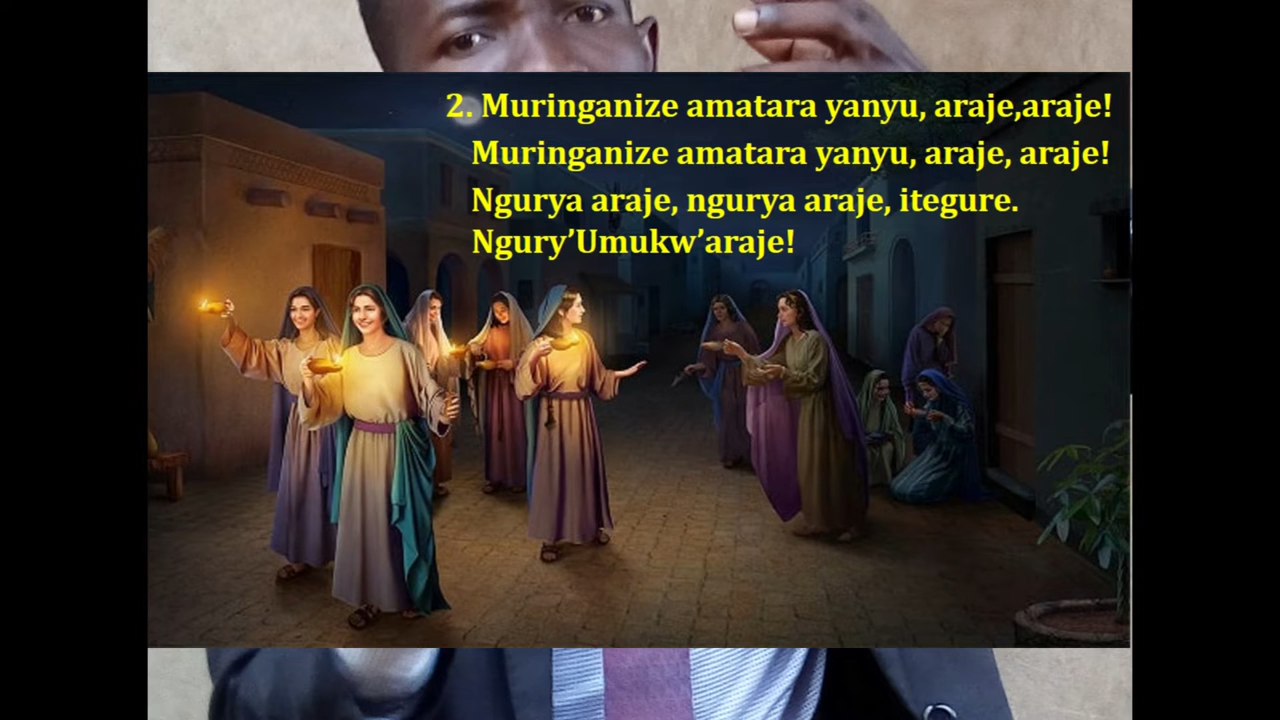 2. Muringanize amatara yanyu, araje,araje!
Muringanize amatara yanyu, araje, araje!
Ngurya araje, ngurya araje, itegure.
Ngury’Umukw’araje!